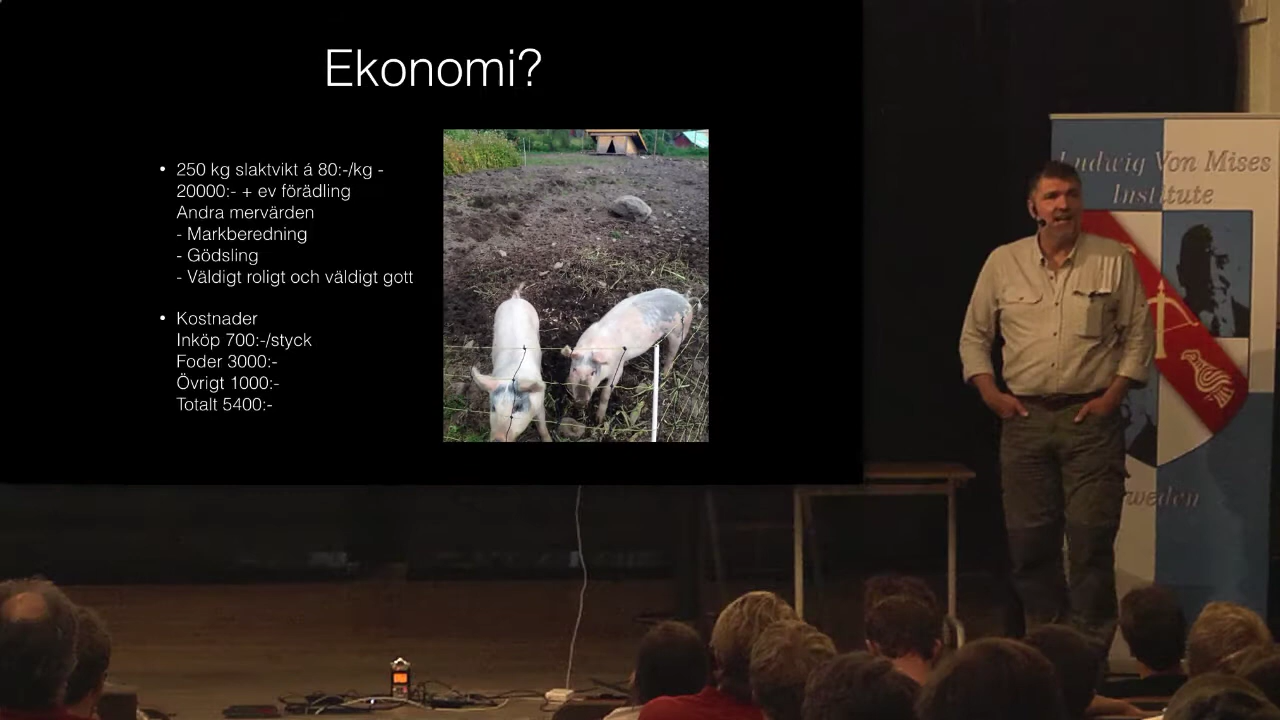 Ekonomi?
• 250 kg slaktvikt á 80:-/kg -
20000:- + ev förädling
Andra mervärden
- Markberedning
- Gödsling
- Väldigt roligt och väldigt gott
• Kostnader
Inköp 700:-/styck
Foder 3000:-
Övrigt 1000:-
Totalt 5400:-
Ludwig Von Mises
Institute
weden